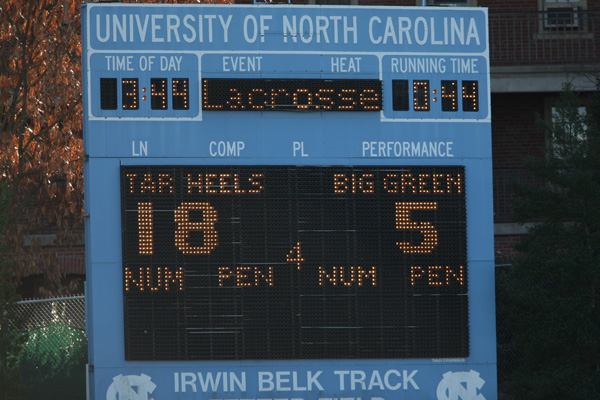 UNIVERSITY OF NORTH CAROLINA
TIME OF DAY EVENT HEAT RUNNING TIME
3:44 Lacrosse 0:44
LN COMP PL PERFORMANCE
TAR HEELS BIG GREEN
18 5
4
NUM PEN NUM PEN
IRWIN BELK TRACK